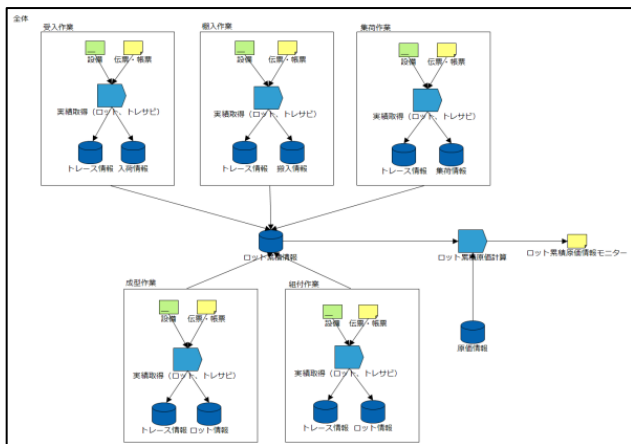 全体
受入作業
設備 伝票・帳票
実績取得（ロット、トレサビ）
トレース情報 入荷情報
棚入作業
設備 伝票・帳票
実績取得（ロット、トレサビ）
トレース情報 搬入情報
集荷作業
設備 伝票・帳票
実績取得（ロット、トレサビ）
トレース情報 集荷情報
ロット累積情報
ロット累積原価計算
ロット累積原価情報モニター
原価情報
成型作業
設備 伝票・帳票
実績取得（ロット、トレサビ）
トレース情報 ロット情報
組付作業
設備 伝票・帳票
実績取得（ロット、トレサビ）
トレース情報 ロット情報